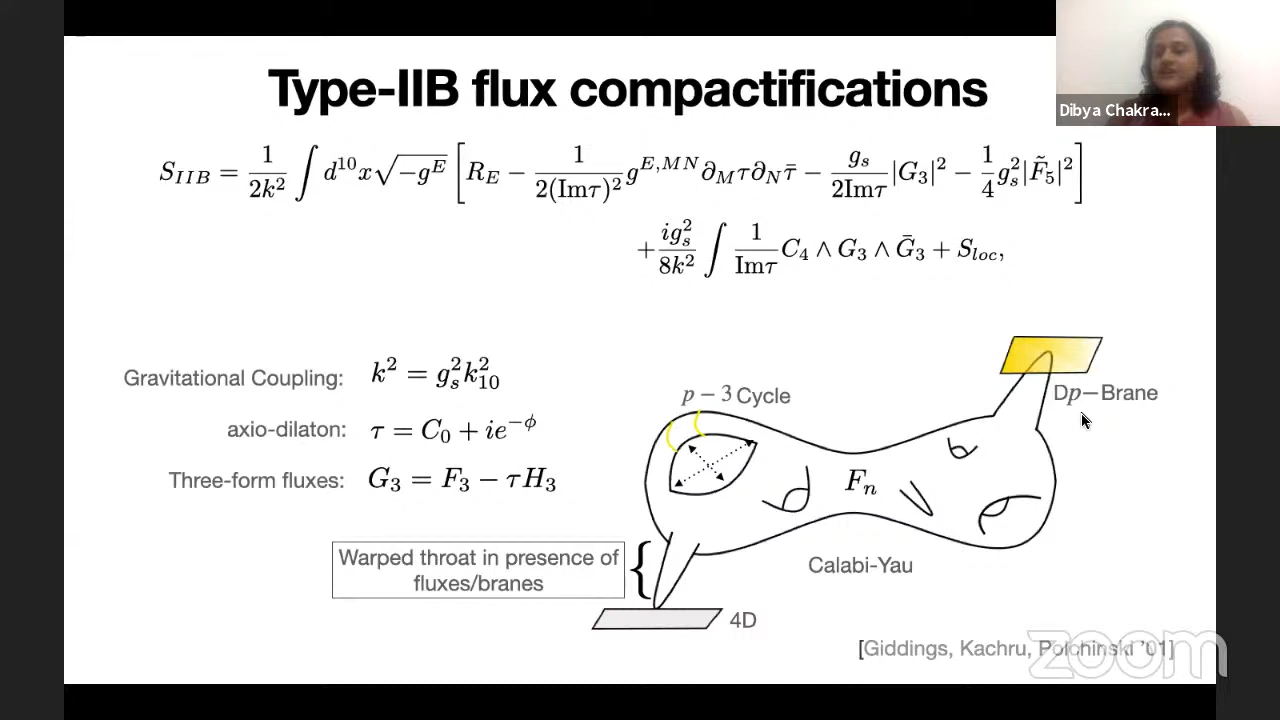 Type-IIB flux compactifications
Dibya Chakra...
S_{IIB} = \frac{1}{2k^2} \int d^{10}x \sqrt{-g^E} \left[ R_E - \frac{1}{2(\mathrm{Im}\tau)^2} g^{E,MN} \partial_M \tau \partial_N \bar{\tau} - \frac{g_s}{2\mathrm{Im}\tau} |G_3|^2 - \frac{1}{4} g_s^2 |\tilde{F}_5|^2 \right]
+ \frac{i g_s^2}{8k^2} \int \frac{1}{\mathrm{Im}\tau} C_4 \wedge G_3 \wedge \bar{G}_3 + S_{loc},
Gravitational Coupling: k^2 = g_s^2 k_{10}^2
axio-dilaton: \tau = C_0 + ie^{-\phi}
Three-form fluxes: G_3 = F_3 - \tau H_3
p − 3 Cycle
Dp−Brane
F_n
Warped throat in presence of
fluxes/branes
Calabi-Yau
4D
[Giddings, Kachru, Polchinski '01]
zoom